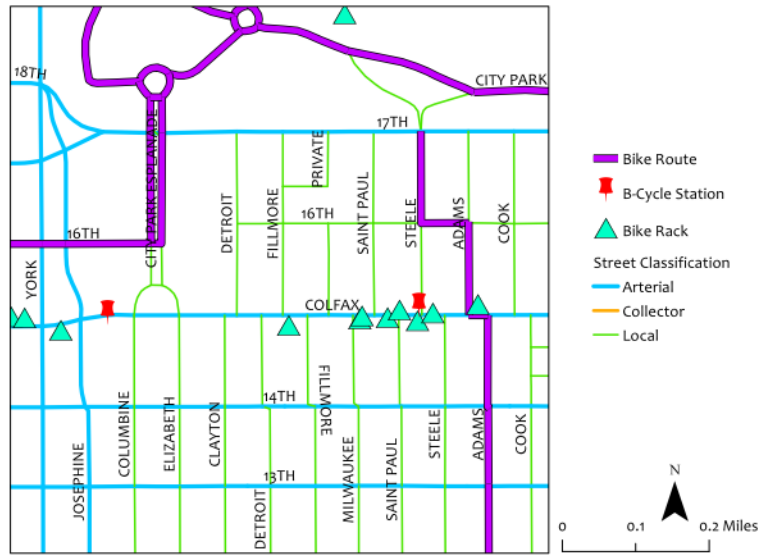 18TH
CITY PARK
17TH
CITY PARK ESPLANADE
PRIVATE
DETROIT
FILLMORE
16TH
SAINT PAUL
STEELE
ADAMS
COOK
16TH
YORK
COLFAX
14TH
FILLMORE
COLUMBINE
ELIZABETH
CLAYTON
MILWAUKEE
SAINT PAUL
STEELE
ADAMS
COOK
JOSEPHINE
13TH
DETROIT
Bike Route
B-Cycle Station
Bike Rack
Street Classification
Arterial
Collector
Local
N
0 0.1 0.2 Miles